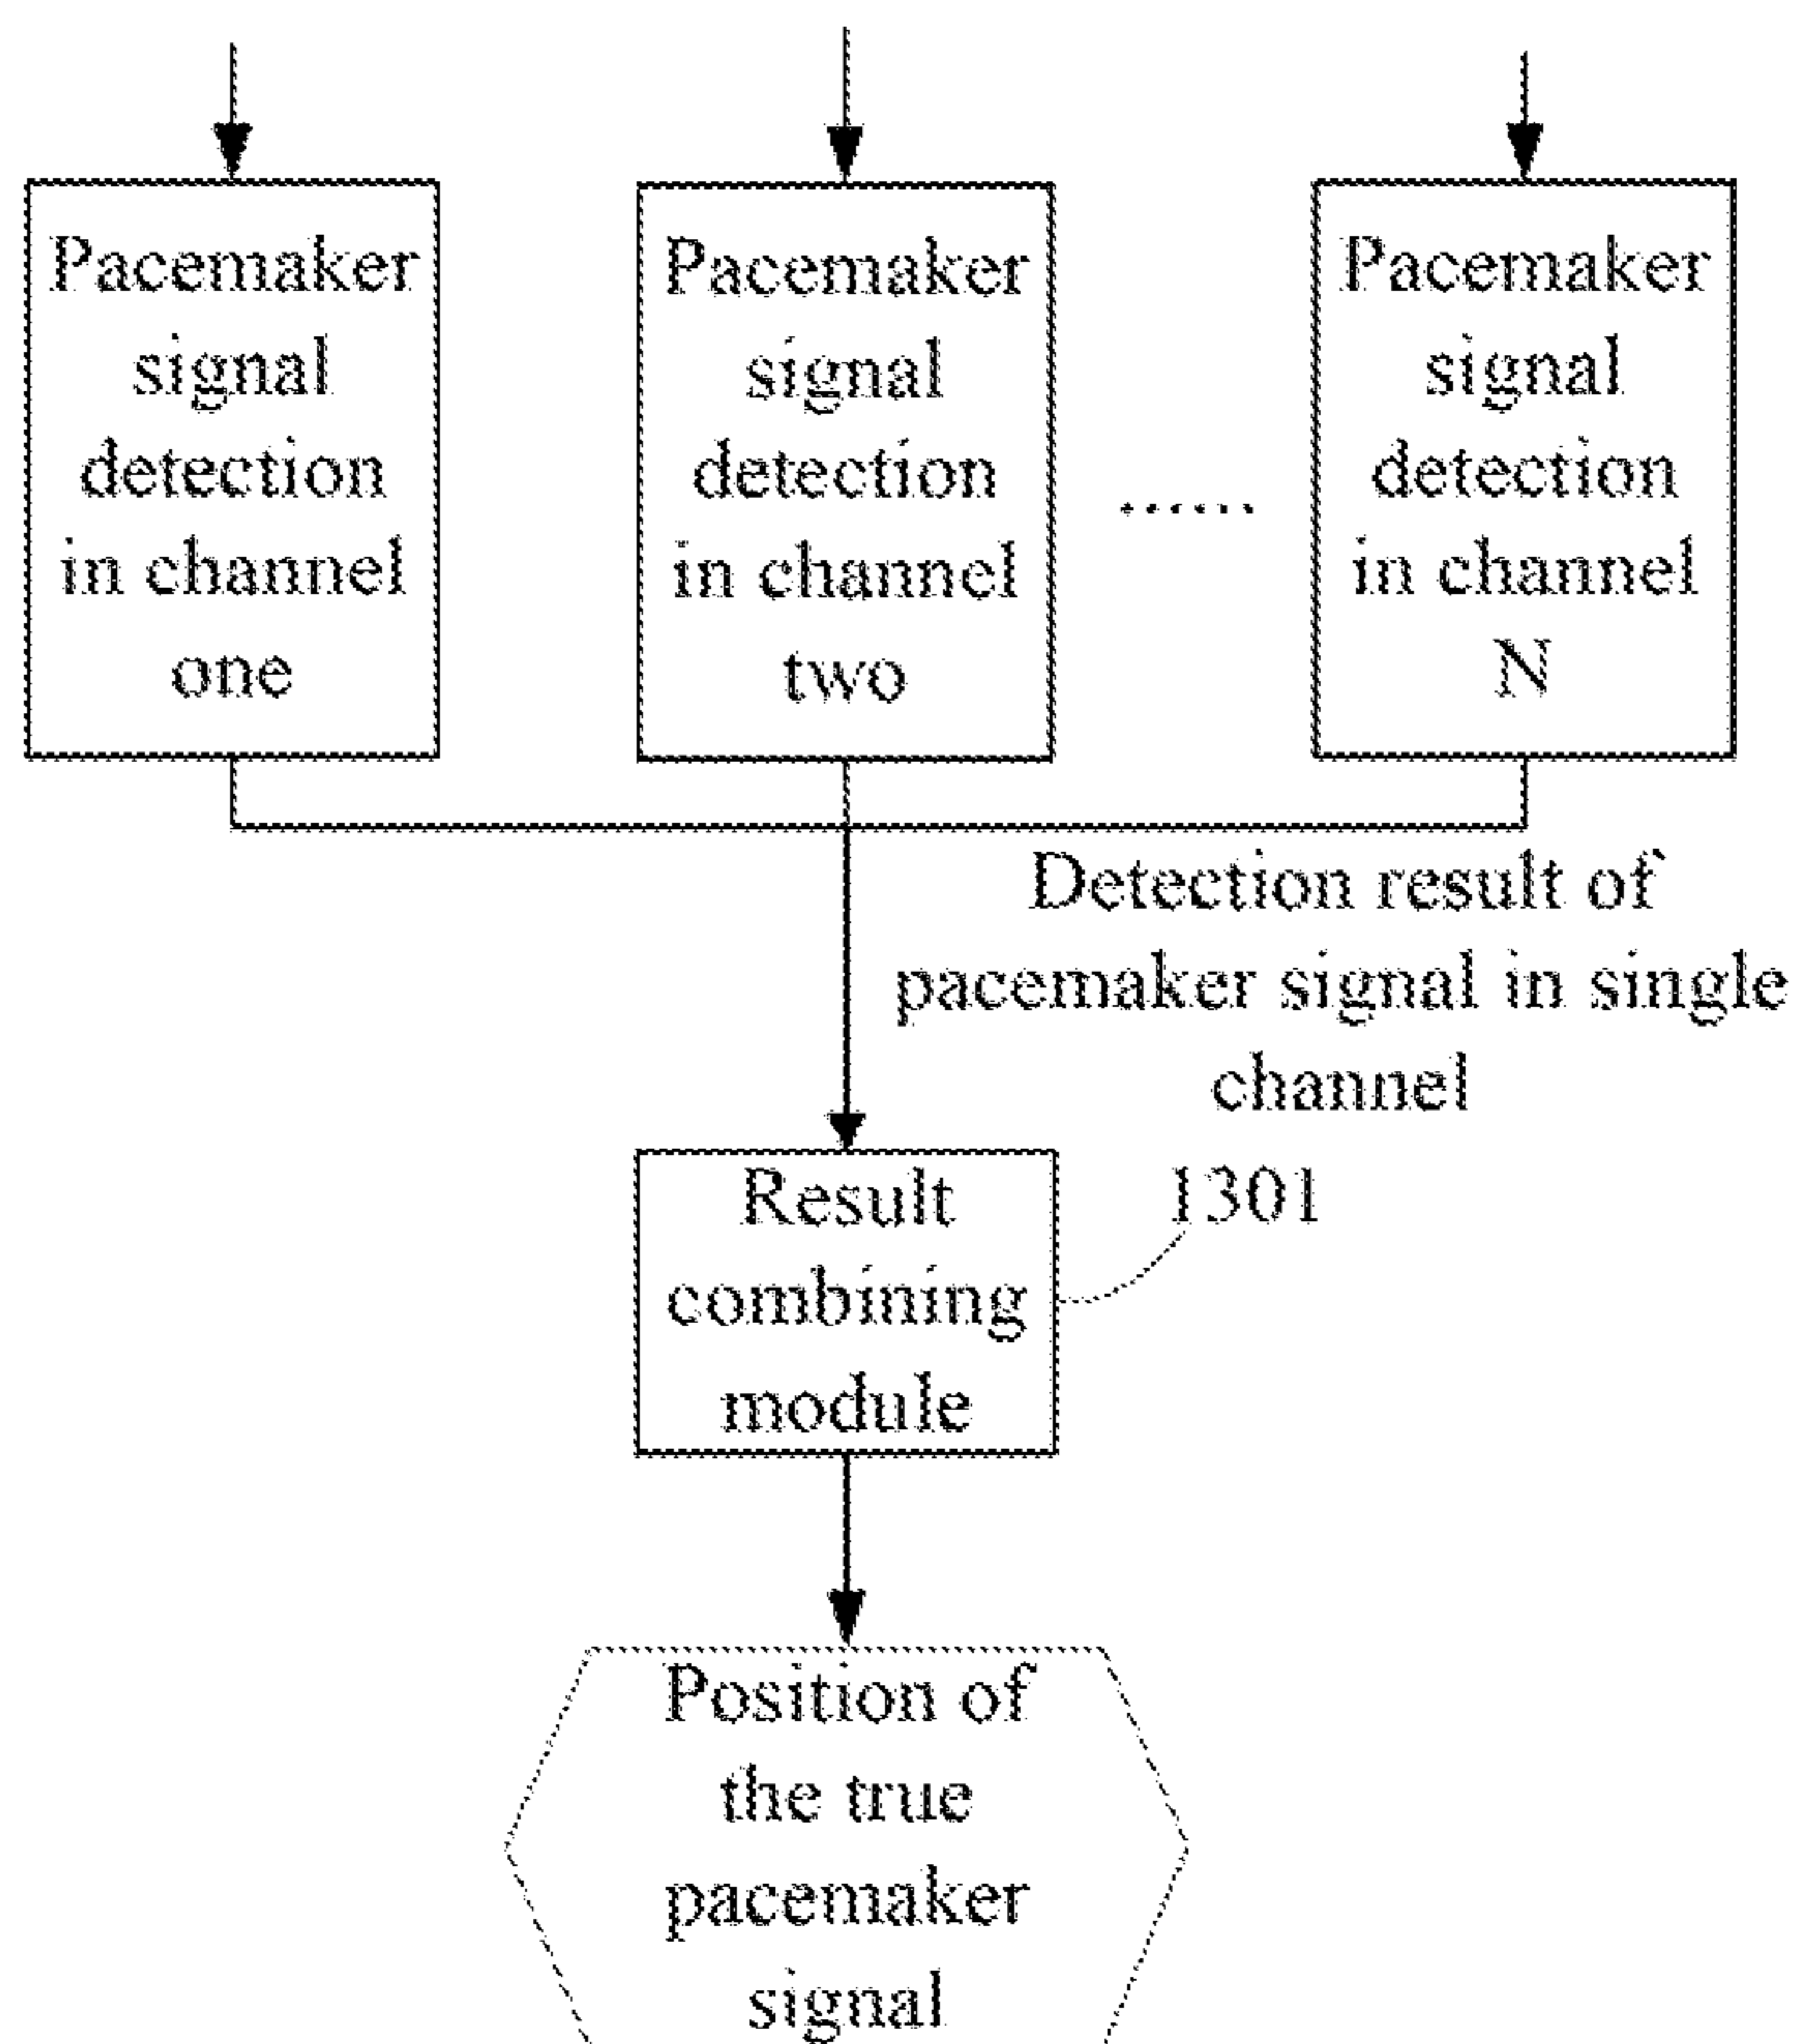 Pacemaker
signal
detection
in channel
one
Pacemaker
signal
detection
in channel
two
......
Pacemaker
signal
detection
in channel
N
Detection result of
pacemaker signal in single
channel
Result
combining
module
1301
Position of
the true
pacemaker
signal